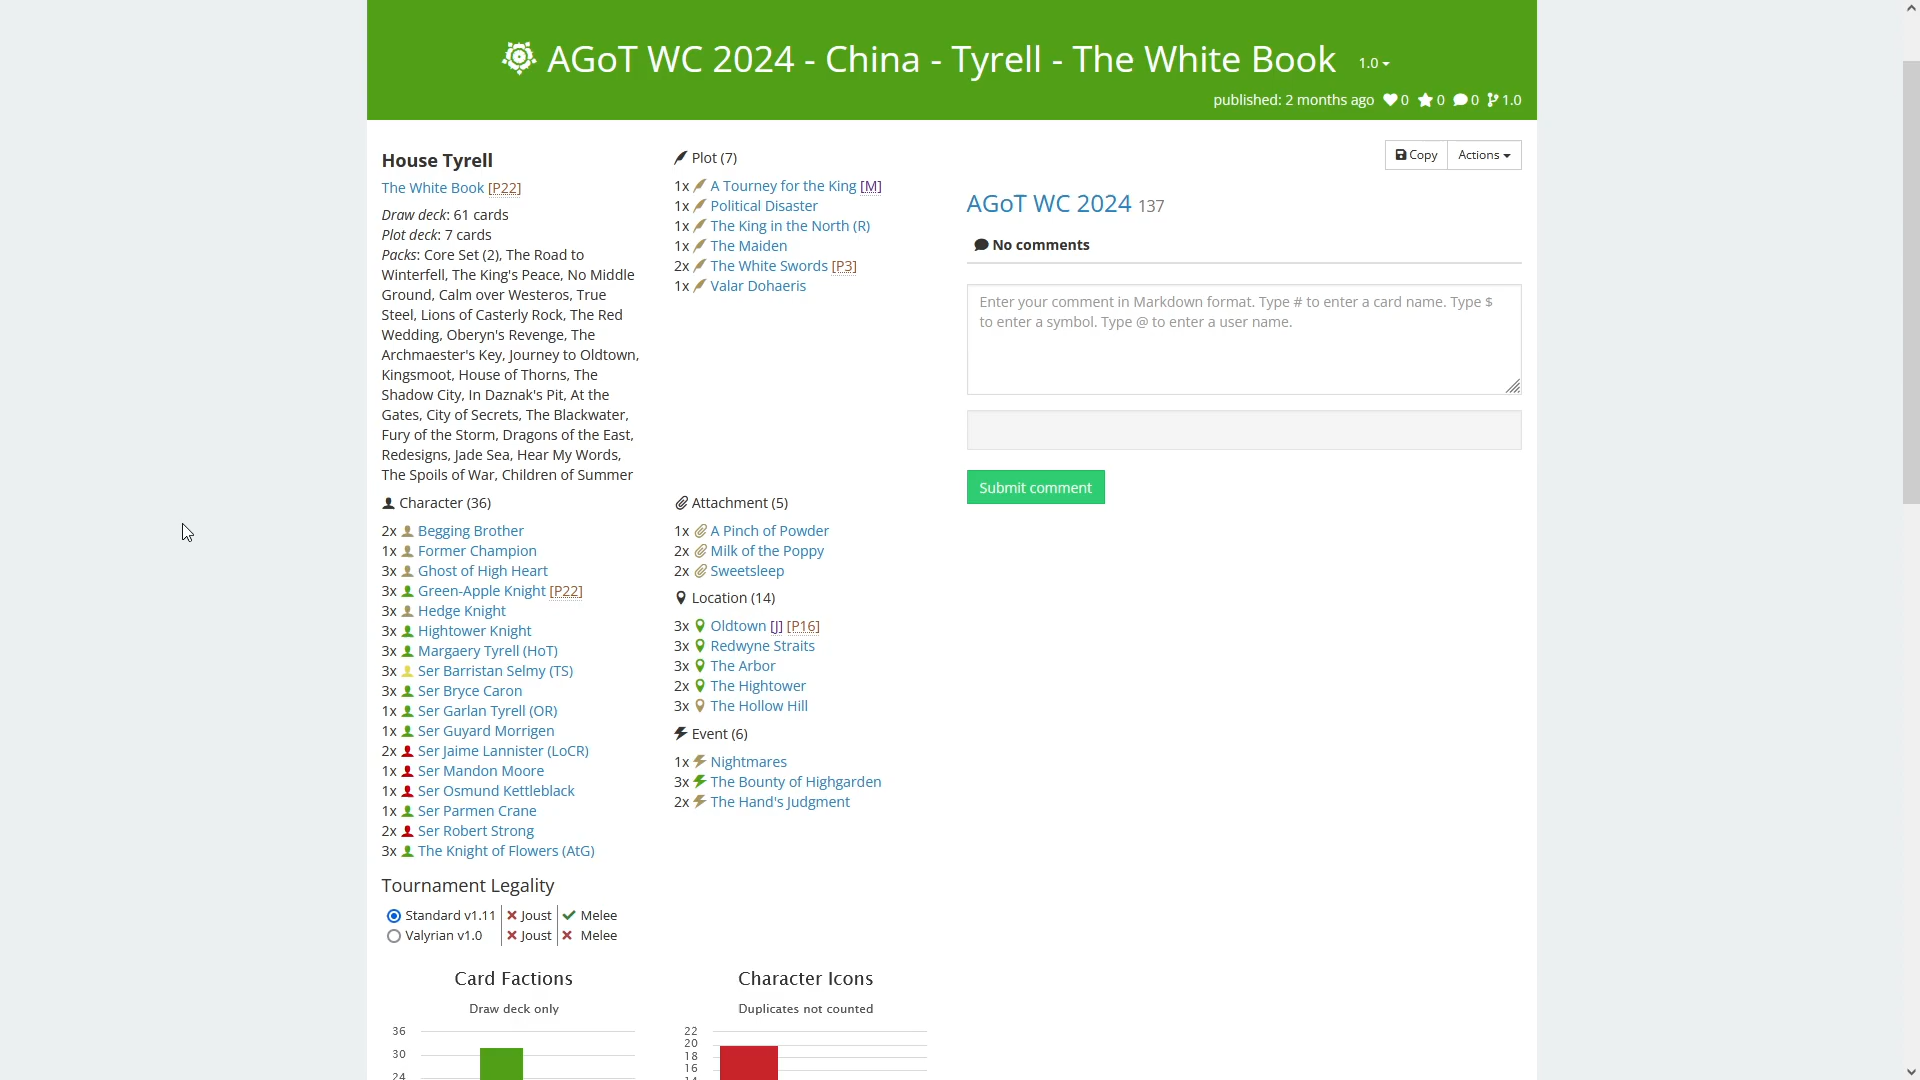 AGoT WC 2024 - China - Tyrell - The White Book 1.0
published: 2 months ago 0 0 0 1.0
House Tyrell
The White Book [P22]
Draw deck: 61 cards
Plot deck: 7 cards
Packs: Core Set (2), The Road to
Winterfell, The King's Peace, No Middle
Ground, Calm over Westeros, True
Steel, Lions of Casterly Rock, The Red
Wedding, Oberyn's Revenge, The
Archmaester's Key, Journey to Oldtown,
Kingsmoot, House of Thorns, The
Shadow City, In Daznak's Pit, At the
Gates, City of Secrets, The Blackwater,
Fury of the Storm, Dragons of the East,
Redesigns, Jade Sea, Hear My Words,
The Spoils of War, Children of Summer
Plot (7)
1x A Tourney for the King [M]
1x Political Disaster
1x The King in the North (R)
1x The Maiden
2x The White Swords [P3]
1x Valar Dohaeris
Character (36)
2x Begging Brother
1x Former Champion
3x Ghost of High Heart
3x Green-Apple Knight [P22]
3x Hedge Knight
3x Hightower Knight
3x Margaery Tyrell (HoT)
3x Ser Barristan Selmy (TS)
3x Ser Bryce Caron
1x Ser Garlan Tyrell (OR)
1x Ser Guyard Morrigen
2x Ser Jaime Lannister (LoCR)
1x Ser Mandon Moore
1x Ser Osmund Kettleblack
1x Ser Parmen Crane
2x Ser Robert Strong
3x The Knight of Flowers (AtG)
Attachment (5)
1x A Pinch of Powder
2x Milk of the Poppy
2x Sweetsleep
Location (14)
3x Oldtown [J] [P16]
3x Redwyne Straits
3x The Arbor
2x The Hightower
3x The Hollow Hill
Event (6)
1x Nightmares
3x The Bounty of Highgarden
2x The Hand's Judgment
Tournament Legality
Standard v1.11 Joust Melee
Valyrian v1.0 Joust Melee
Card Factions
Draw deck only
36
30
24
Character Icons
Duplicates not counted
22
20
18
16
14
Copy Actions
AGoT WC 2024 137
No comments
Enter your comment in Markdown format. Type # to enter a card name. Type $
to enter a symbol. Type @ to enter a user name.
Submit comment